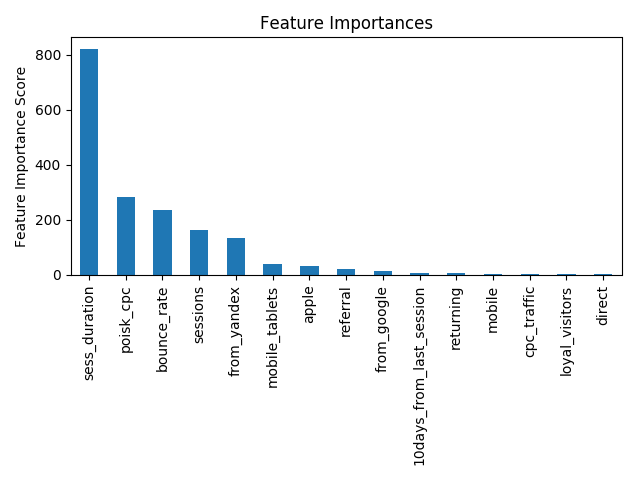 Feature Importances
Feature Importance Score
800
600
400
200
0
sess_duration
poisk_cpc
bounce_rate
sessions
from_yandex
mobile_tablets
apple
referral
from_google
10days_from_last_session
returning
mobile
cpc_traffic
loyal_visitors
direct